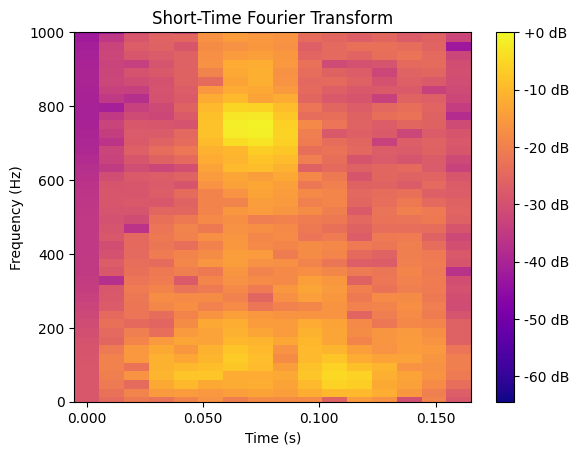 Short-Time Fourier Transform
1000
800
600
400
200
0
Frequency (Hz)
0.000
0.050
0.100
0.150
Time (s)
+0 dB
-10 dB
-20 dB
-30 dB
-40 dB
-50 dB
-60 dB